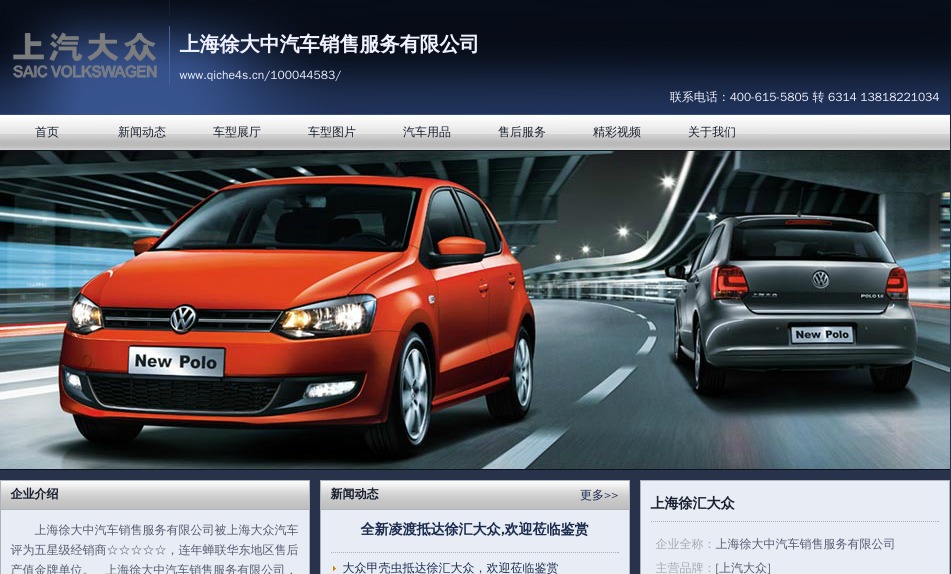 上汽大众
SAIC VOLKSWAGEN
上海徐大中汽车销售服务有限公司
www.qiche4s.cn/100044583/
联系电话：400-615-5805 转 6314 13818221034
首页 新闻动态 车型展厅 车型图片 汽车用品 售后服务 精彩视频 关于我们
New Polo
POLO 1.6
New Polo
企业介绍
上海徐大中汽车销售服务有限公司被上海大众汽车
评为五星级经销商☆☆☆☆☆，连年蝉联华东地区售后
产值金牌单位。 上海徐大中汽车销售服务有限公司，
新闻动态 更多>>
全新凌渡抵达徐汇大众,欢迎莅临鉴赏
大众甲壳虫抵达徐汇大众，欢迎莅临鉴赏
上海徐汇大众
企业全称：上海徐大中汽车销售服务有限公司
主营品牌：[上汽大众]